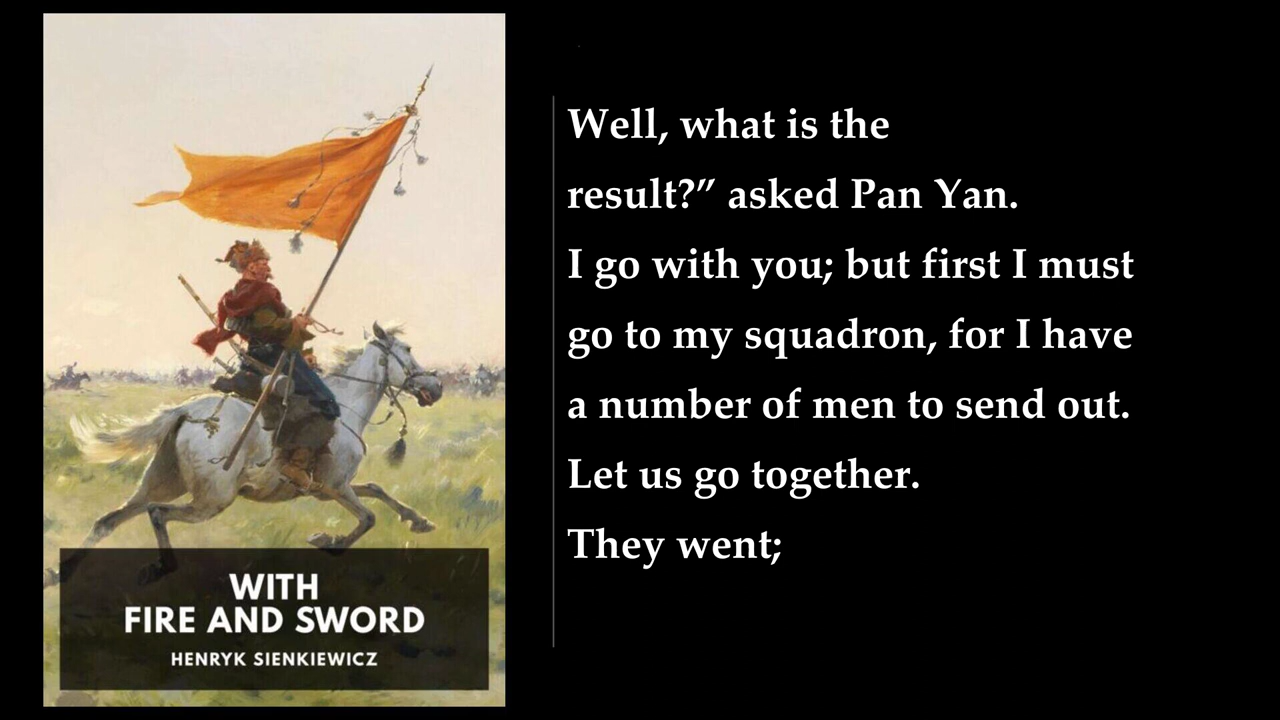 WITH
FIRE AND SWORD
HENRYK SIENKIEWICZ
Well, what is the
result?” asked Pan Yan.
I go with you; but first I must
go to my squadron, for I have
a number of men to send out.
Let us go together.
They went;